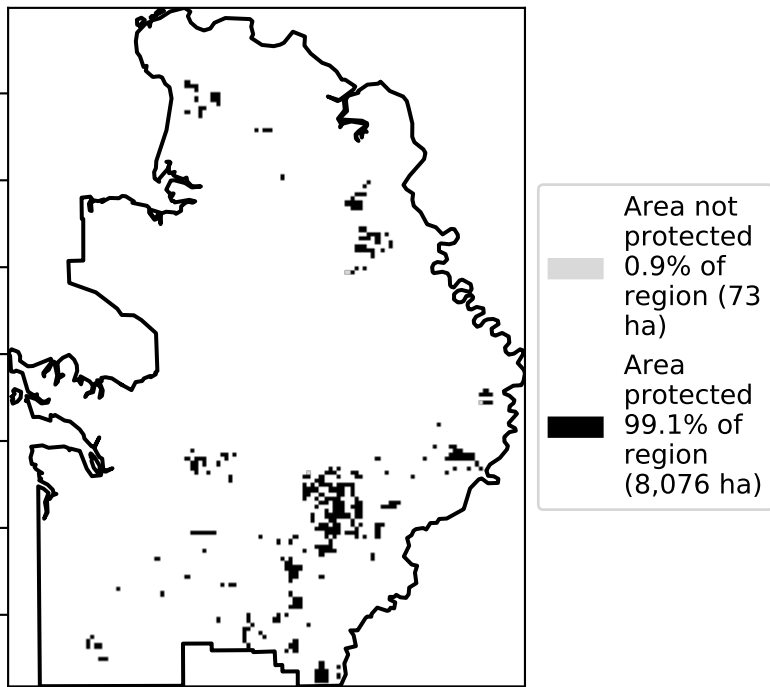 Area not
protected
0.9% of
region (73
ha)
Area
protected
99.1% of
region
(8,076 ha)